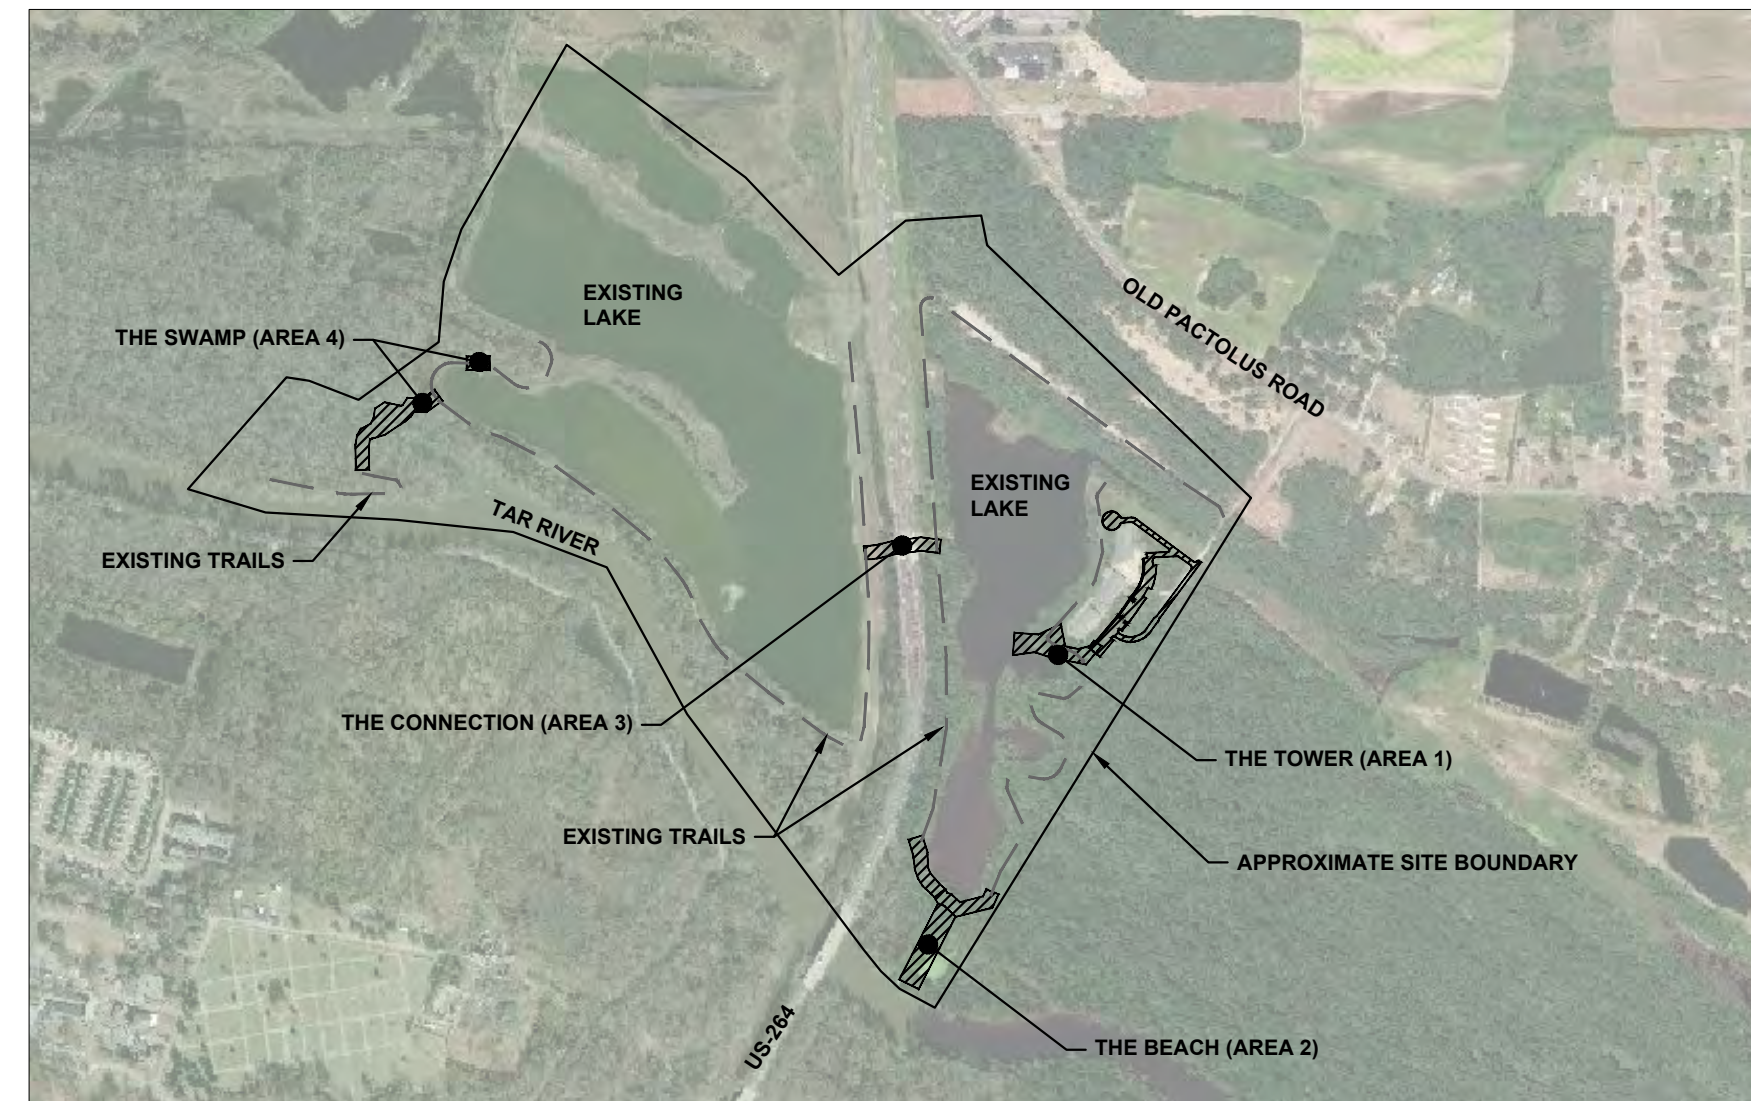 EXISTING
LAKE
OLD PACTOLUS ROAD
THE SWAMP (AREA 4)
EXISTING
LAKE
TAR RIVER
EXISTING TRAILS
THE CONNECTION (AREA 3)
THE TOWER (AREA 1)
EXISTING TRAILS
APPROXIMATE SITE BOUNDARY
US-264
THE BEACH (AREA 2)